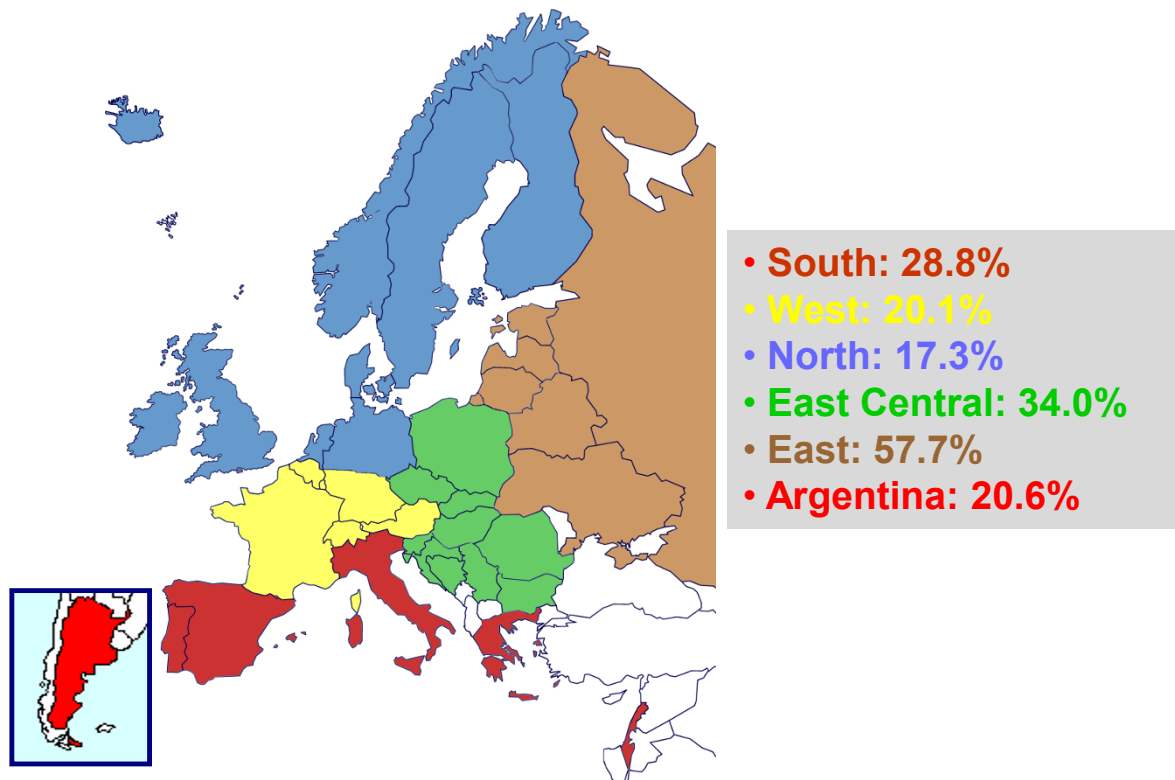 • South: 28.8%
• West: 20.1%
• North: 17.3%
• East Central: 34.0%
• East: 57.7%
• Argentina: 20.6%